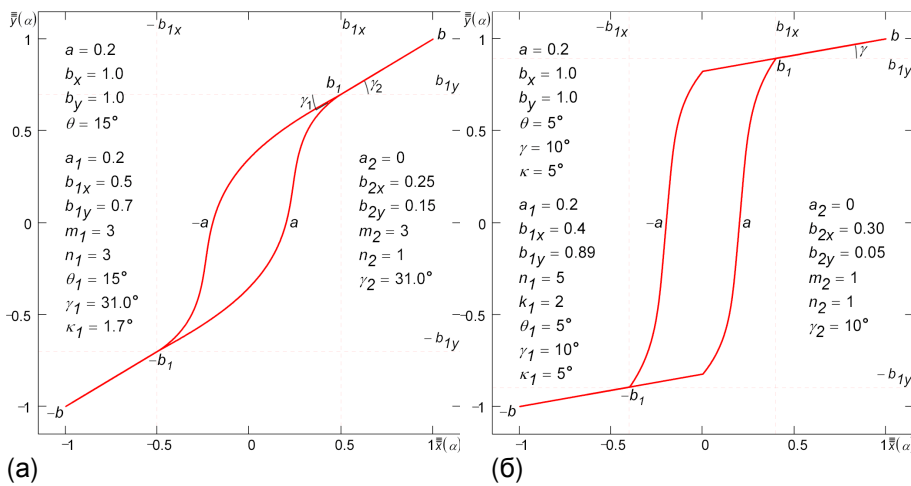 y̿(α)
−b₁ₓ
b₁ₓ
b
a = 0.2
bₓ = 1.0
b_y = 1.0
θ = 15°
b₁
b₁y
γ₁
γ₂
a₁ = 0.2
b₁ₓ = 0.5
b₁y = 0.7
m₁ = 3
n₁ = 3
θ₁ = 15°
γ₁ = 31.0°
κ₁ = 1.7°
a₂ = 0
b₂ₓ = 0.25
b₂y = 0.15
m₂ = 3
n₂ = 1
γ₂ = 31.0°
−a
a
−b₁
−b₁y
−b
1
0.5
0
−0.5
−1
−1
−0.5
0
0.5
1
x̿(α)
(а)
y̿(α)
−b₁ₓ
b₁ₓ
b
γ
a = 0.2
bₓ = 1.0
b_y = 1.0
θ = 5°
γ = 10°
κ = 5°
b₁
b₁y
a₁ = 0.2
b₁ₓ = 0.4
b₁y = 0.89
n₁ = 5
k₁ = 2
θ₁ = 5°
γ₁ = 10°
κ₁ = 5°
a₂ = 0
b₂ₓ = 0.30
b₂y = 0.05
m₂ = 1
n₂ = 1
γ₂ = 10°
−a
a
−b₁
−b₁y
−b
1
0.5
0
−0.5
−1
−1
−0.5
0
0.5
1
x̿(α)
(б)